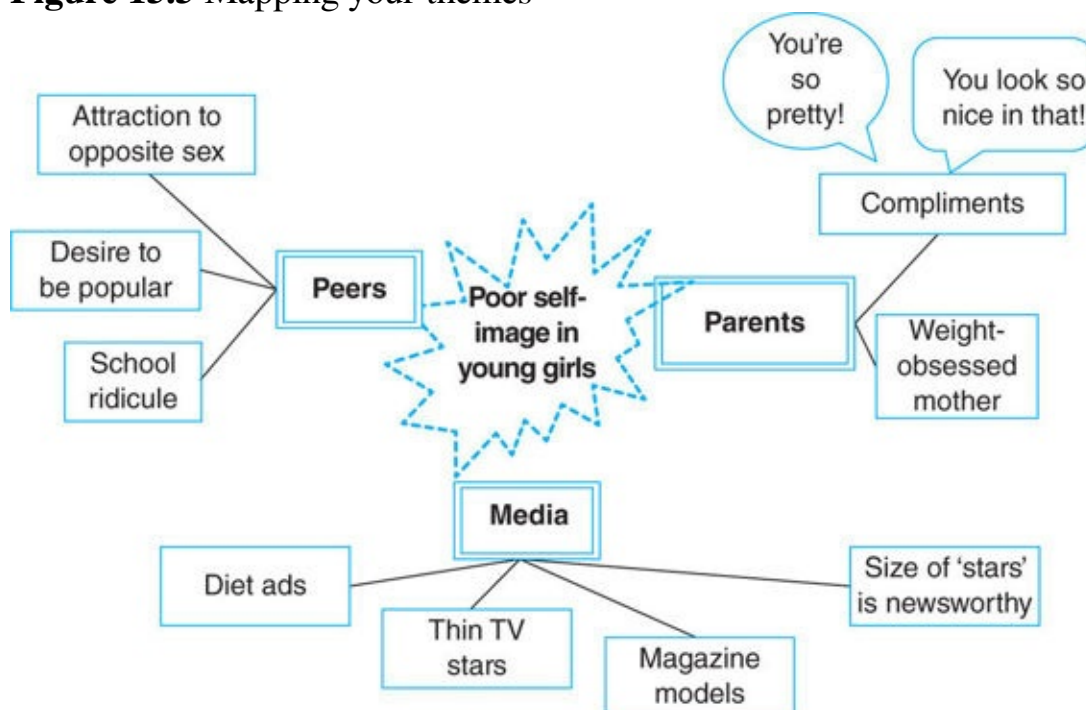 Figure 15.3 Mapping your themes
You're
so
pretty!
You look so
nice in that!
Attraction to
opposite sex
Compliments
Desire to
be popular
Peers
Poor self-
image in
young girls
Parents
School
ridicule
Weight-
obsessed
mother
Media
Diet ads
Thin TV
stars
Magazine
models
Size of ‘stars’
is newsworthy